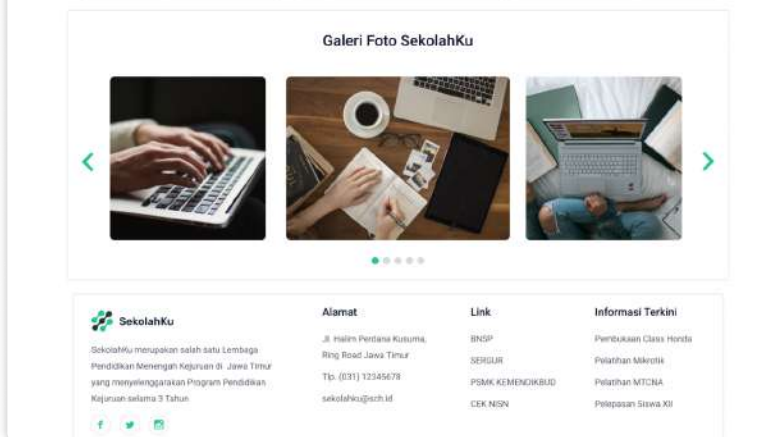 Galeri Foto SekolahKu
SekolahKu
SekolahKu merupakan salah satu Lembaga
Pendidikan Menengah Kejuruan di Jawa Timur
yang menyelenggarakan Program Pendidikan
Kejuruan selama 3 Tahun
Alamat
Jl. Halim Perdana Kusuma,
Ring Road Jawa Timur
Tlp. (031) 12345678
sekolahku@sch.id
Link
BNSP
SERGUR
PSMK KEMENDIKBUD
CEK NISN
Informasi Terkini
Pembukaan Class Honda
Pelatihan Mikrotik
Pelatihan MTCNA
Pelepasan Siswa XII